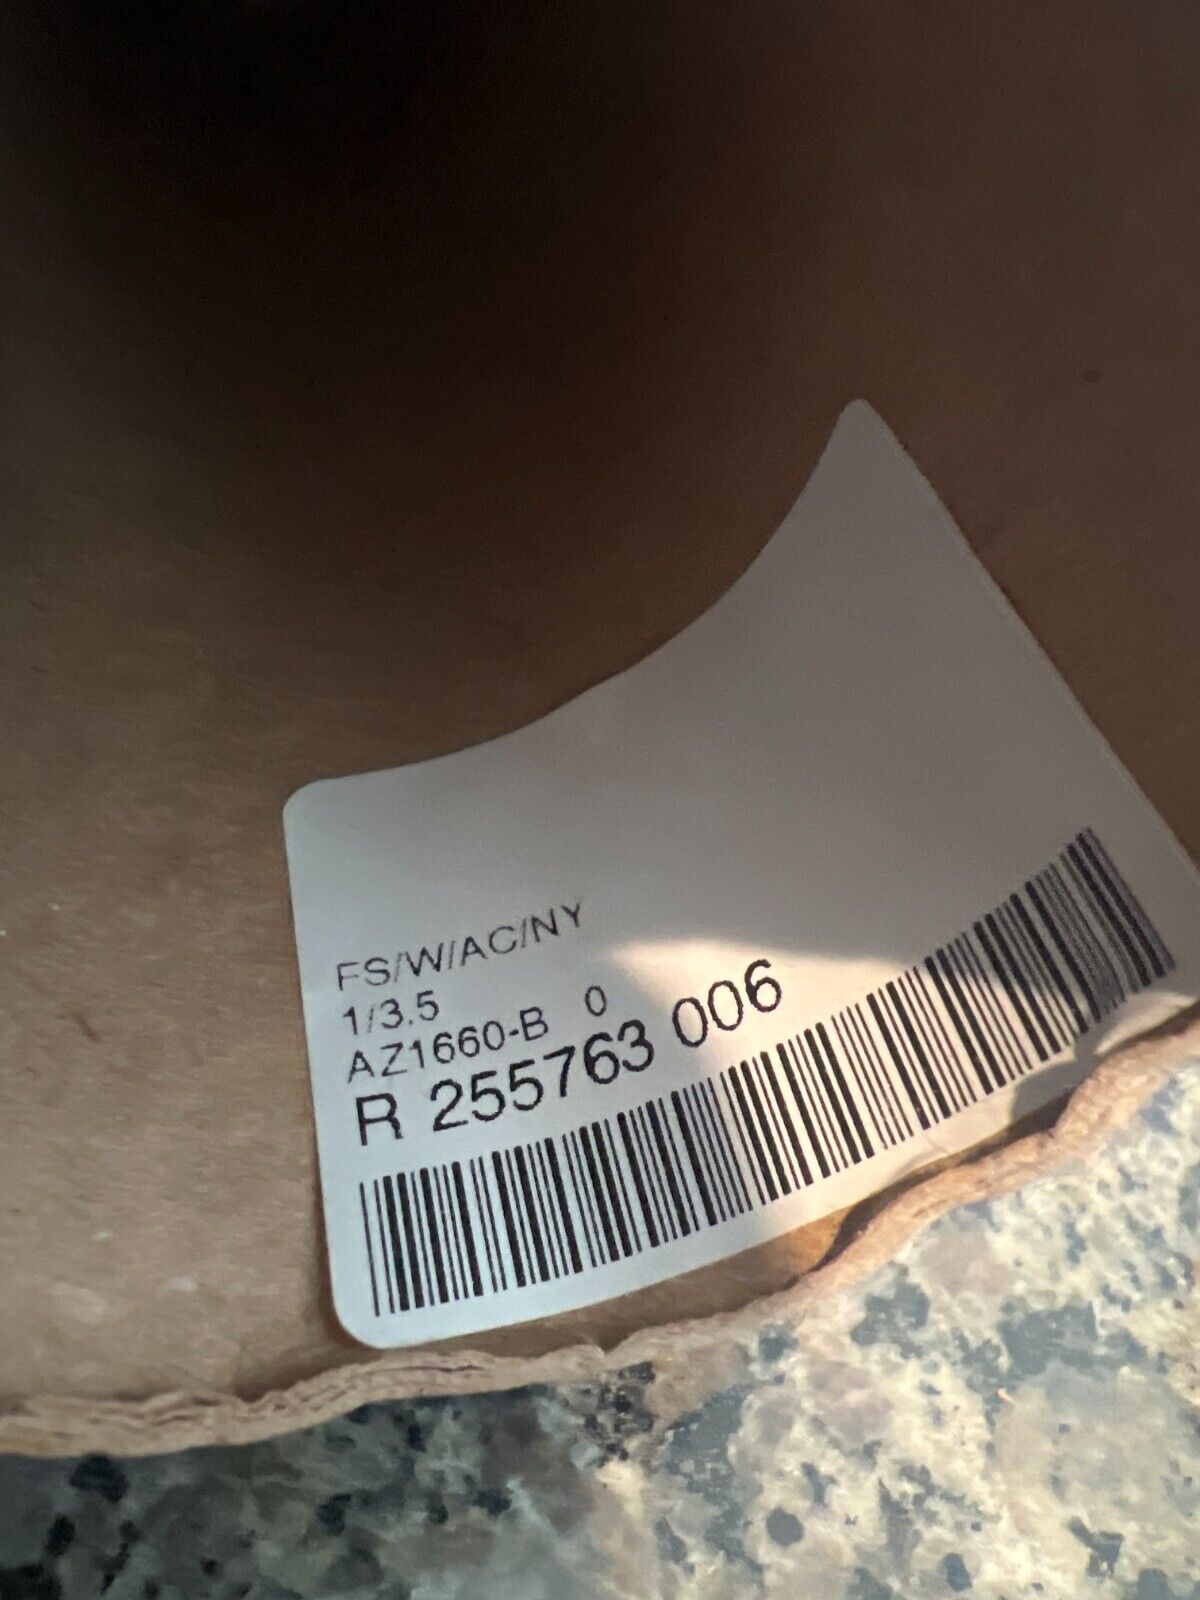 FS/W/AC/NY
1/3.5
AZ1660-B 0
R 255763 006